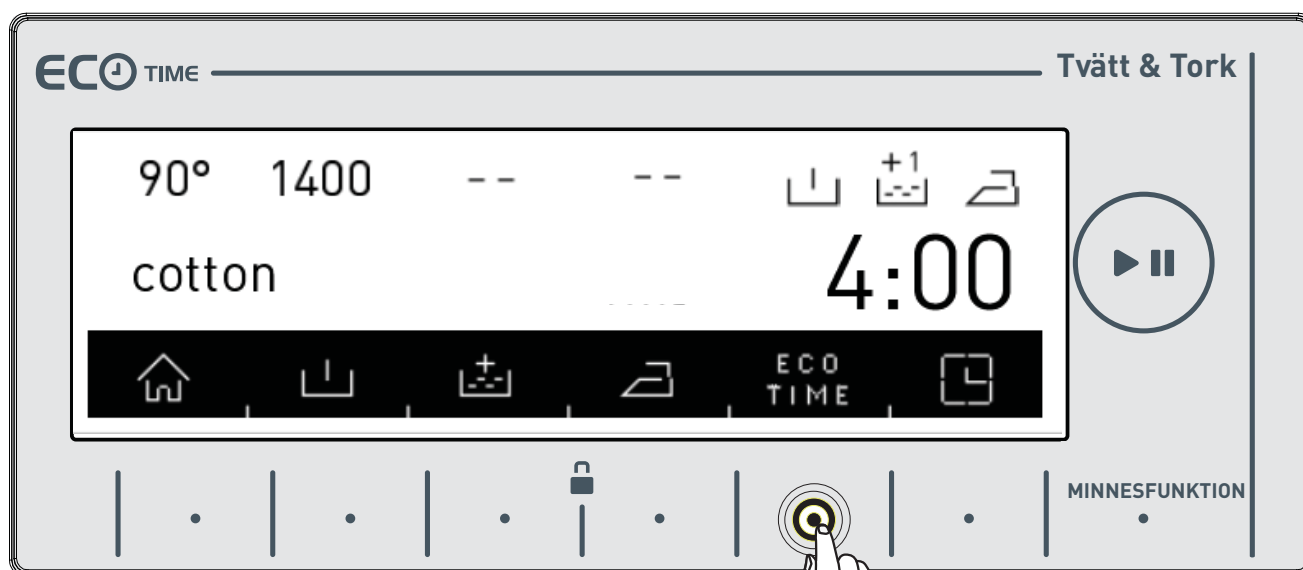 ECO TIME
Tvätt & Tork
90° 1400 -- -- +1
cotton 4:00
+
ECO
TIME
MINNESFUNKTION